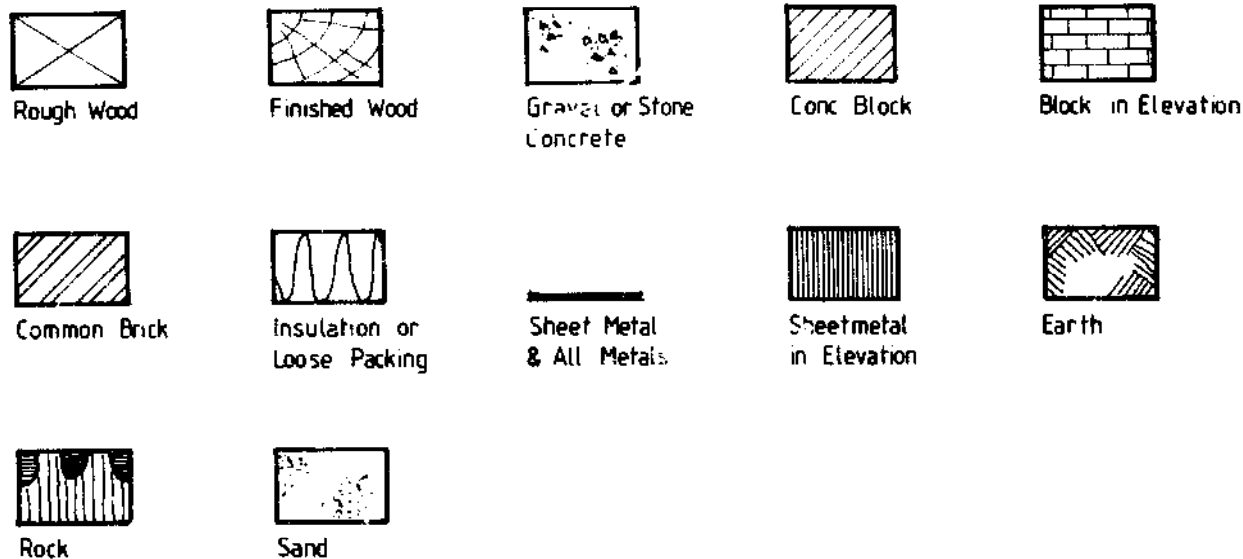 Rough Wood
Finished Wood
Gravel or Stone
Concrete
Conc Block
Block in Elevation
Common Brick
Insulation or
Loose Packing
Sheet Metal
& All Metals
Sheetmetal
in Elevation
Earth
Rock
Sand